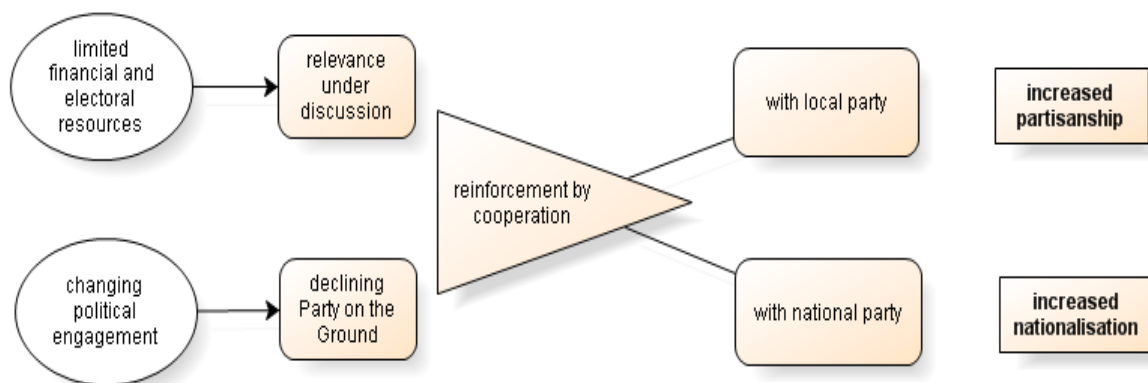 limited
financial and
electoral
resources
relevance
under
discussion
with local party
increased
partisanship
reinforcement by
cooperation
changing
political
engagement
declining
Party on the
Ground
with national party
increased
nationalisation